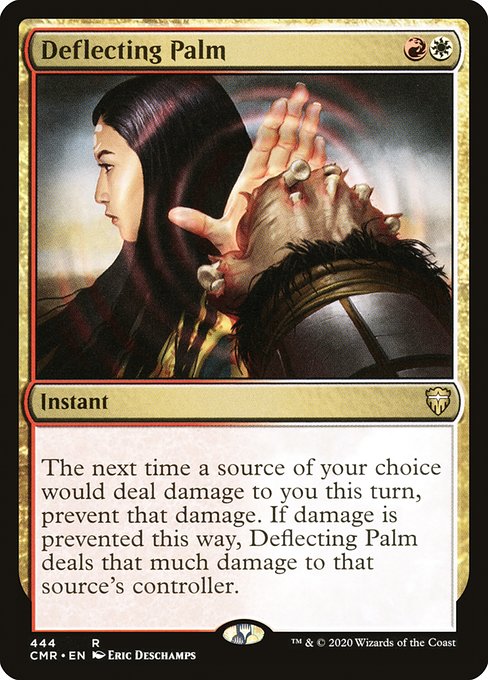 Deflecting Palm
Instant
The next time a source of your choice
would deal damage to you this turn,
prevent that damage. If damage is
prevented this way, Deflecting Palm
deals that much damage to that
source's controller.
444 R
CMR • EN Eric Deschamps
™ & © 2020 Wizards of the Coast